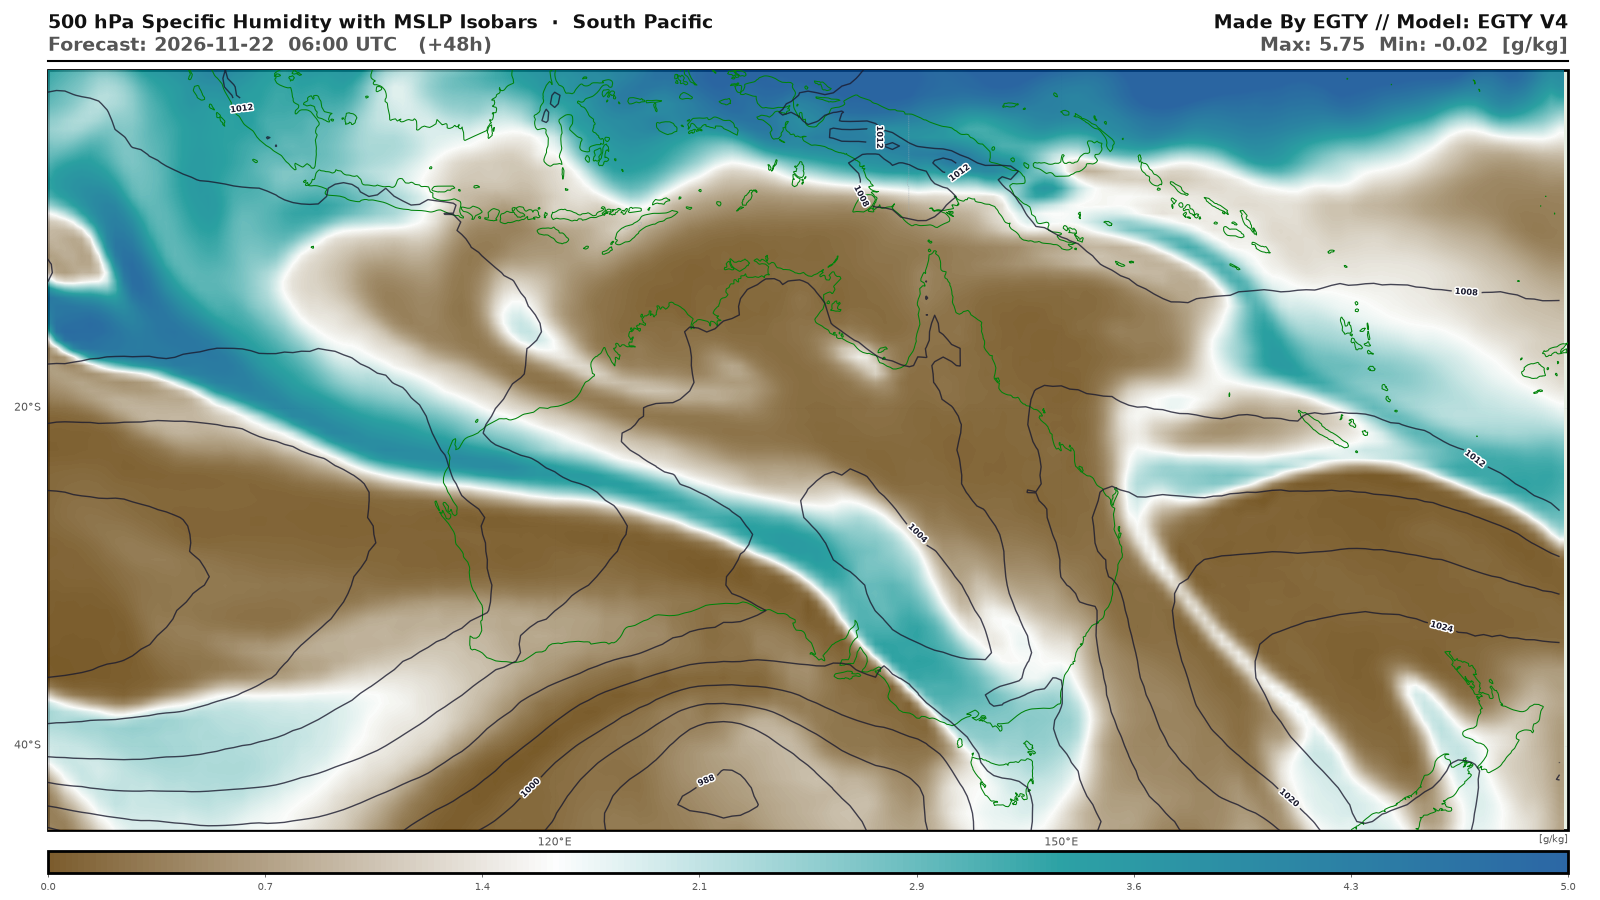 500 hPa Specific Humidity with MSLP Isobars · South Pacific
Made By EGTY // Model: EGTY V4
Forecast: 2026-11-22 06:00 UTC (+48h)
Max: 5.75 Min: -0.02 [g/kg]
1012
1012
1012
1008
1008
20°S
1012
1004
1024
40°S
988
1000
1020
120°E
150°E
[g/kg]
0.0 0.7 1.4 2.1 2.9 3.6 4.3 5.0